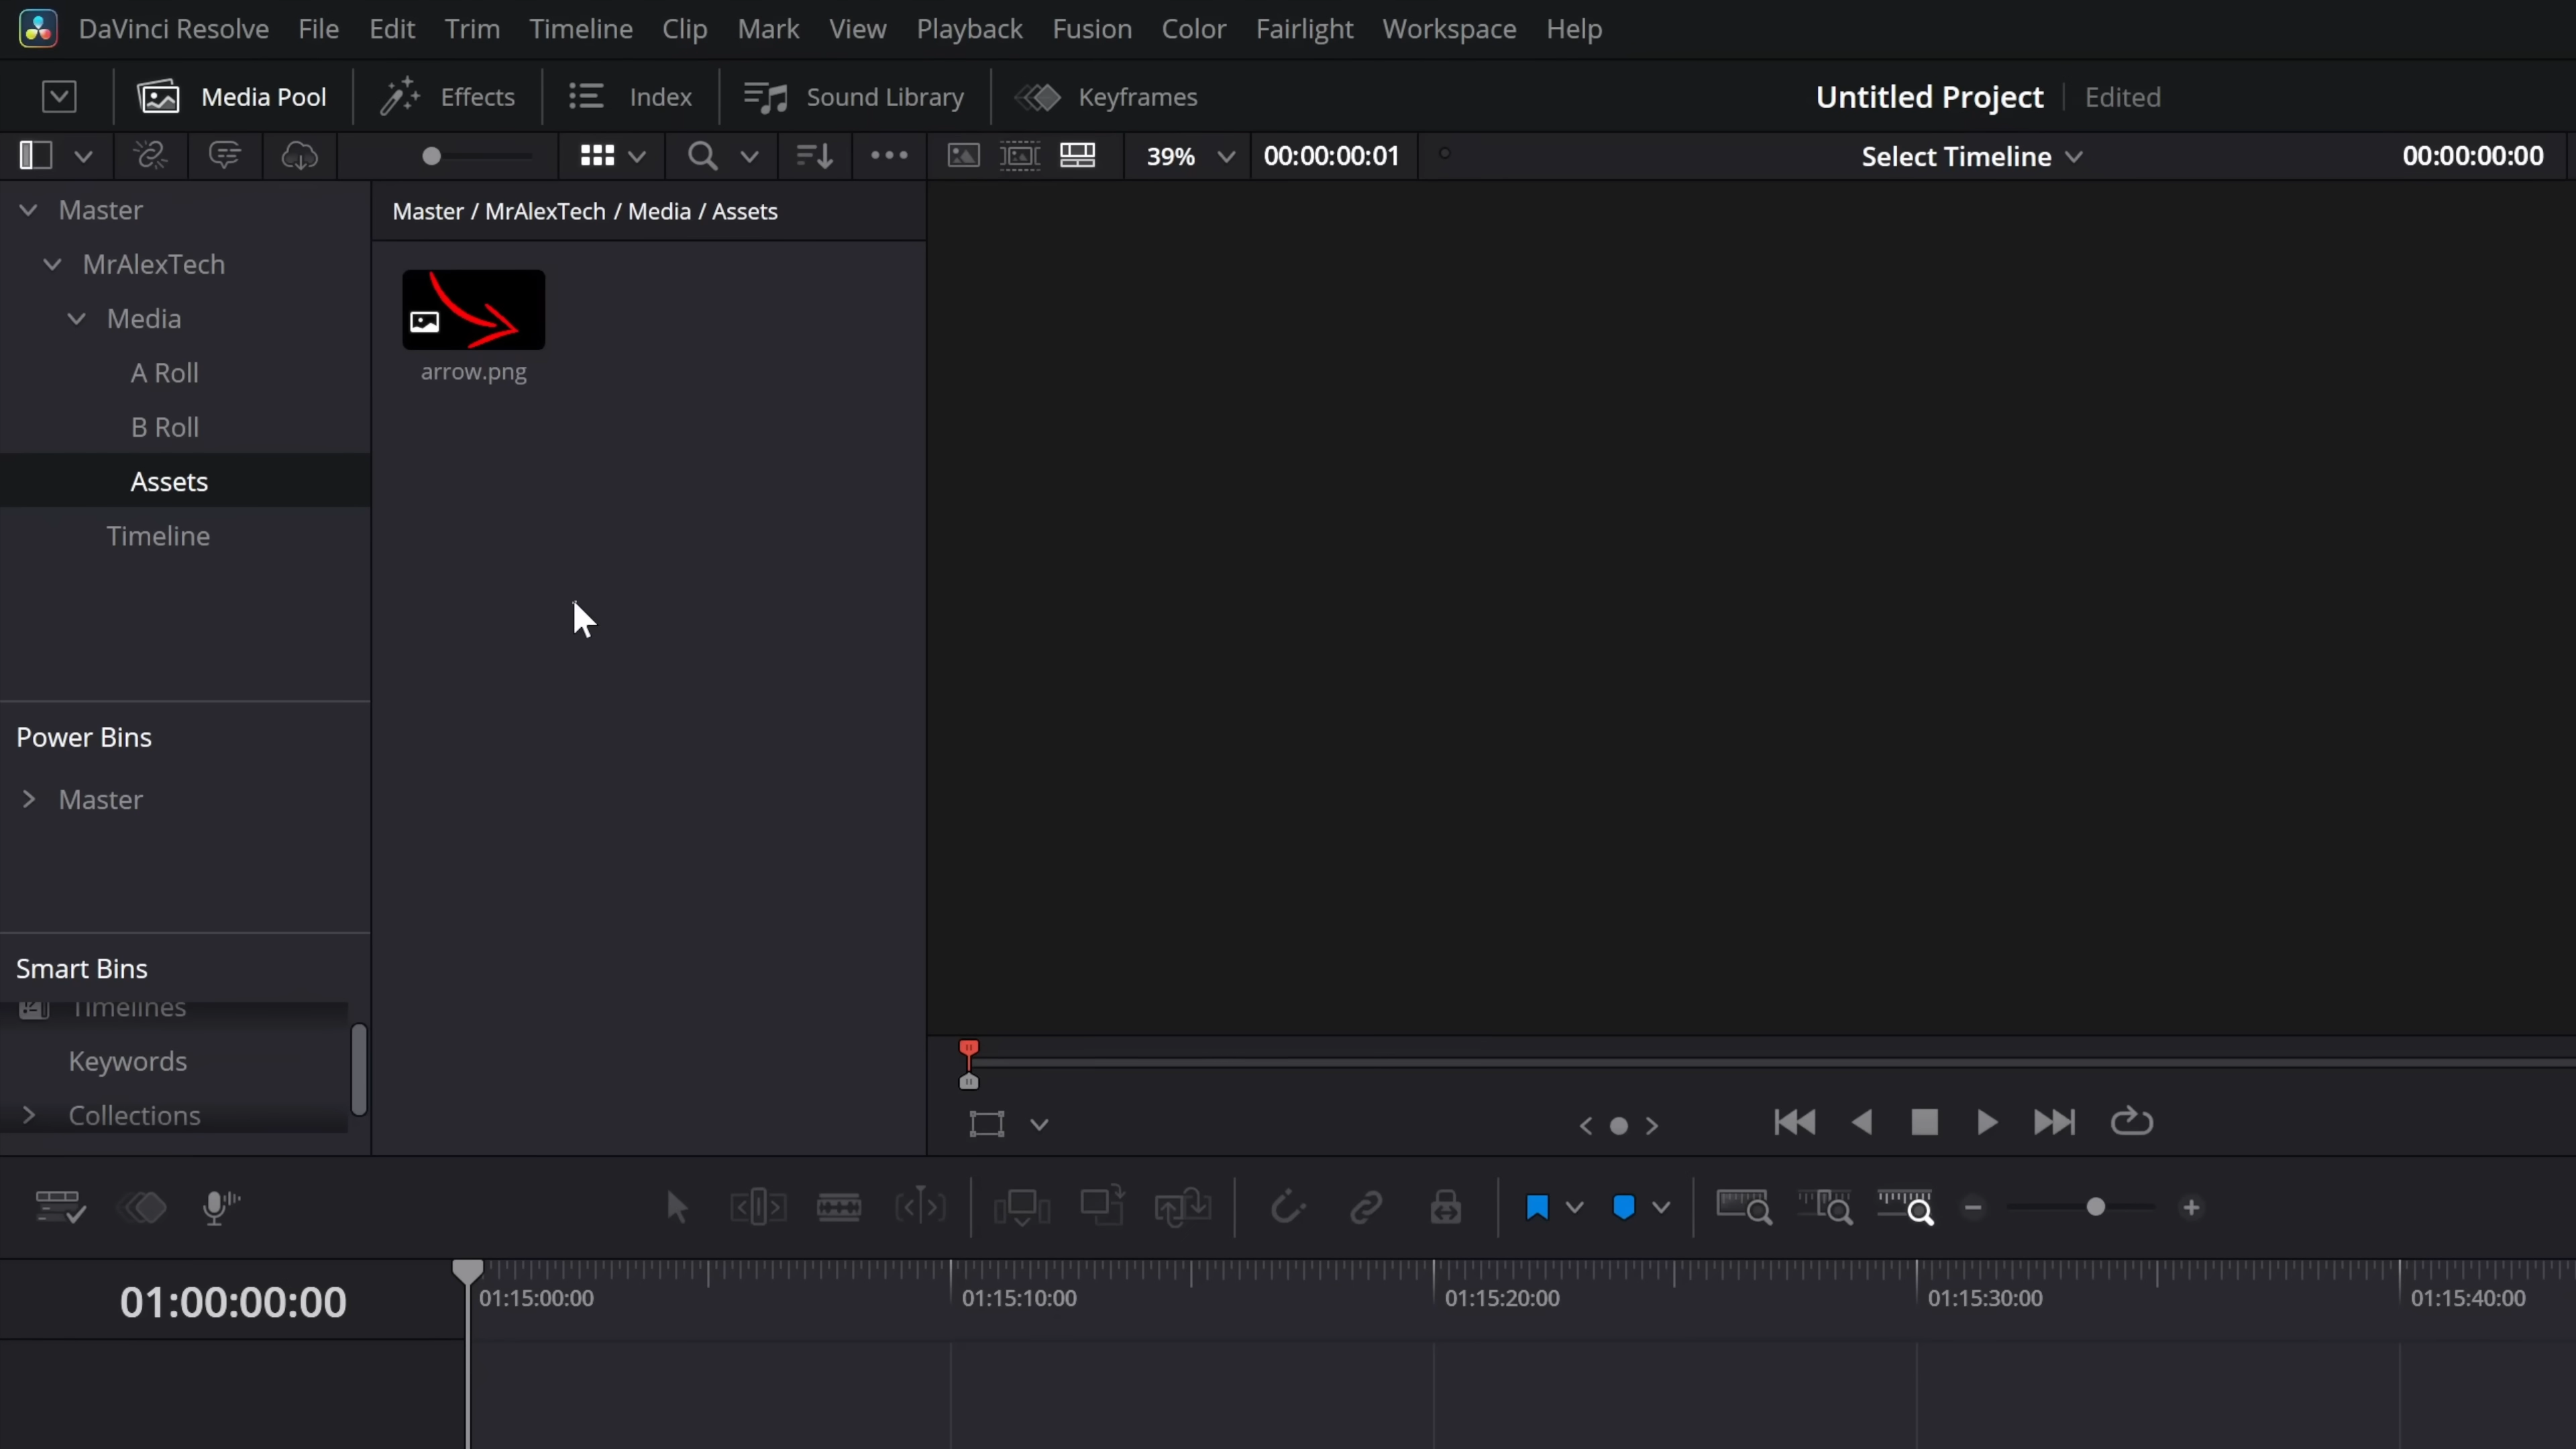 DaVinci Resolve File Edit Trim Timeline Clip Mark View Playback Fusion Color Fairlight Workspace Help
Media Pool Effects Index Sound Library Keyframes Untitled Project Edited
39% 00:00:00:01 Select Timeline 00:00:00:00
Master
Master / MrAlexTech / Media / Assets
MrAlexTech
Media
A Roll
arrow.png
B Roll
Assets
Timeline
Power Bins
Master
Smart Bins
Timelines
Keywords
Collections
01:00:00:00
01:15:00:00 01:15:10:00 01:15:20:00 01:15:30:00 01:15:40:00